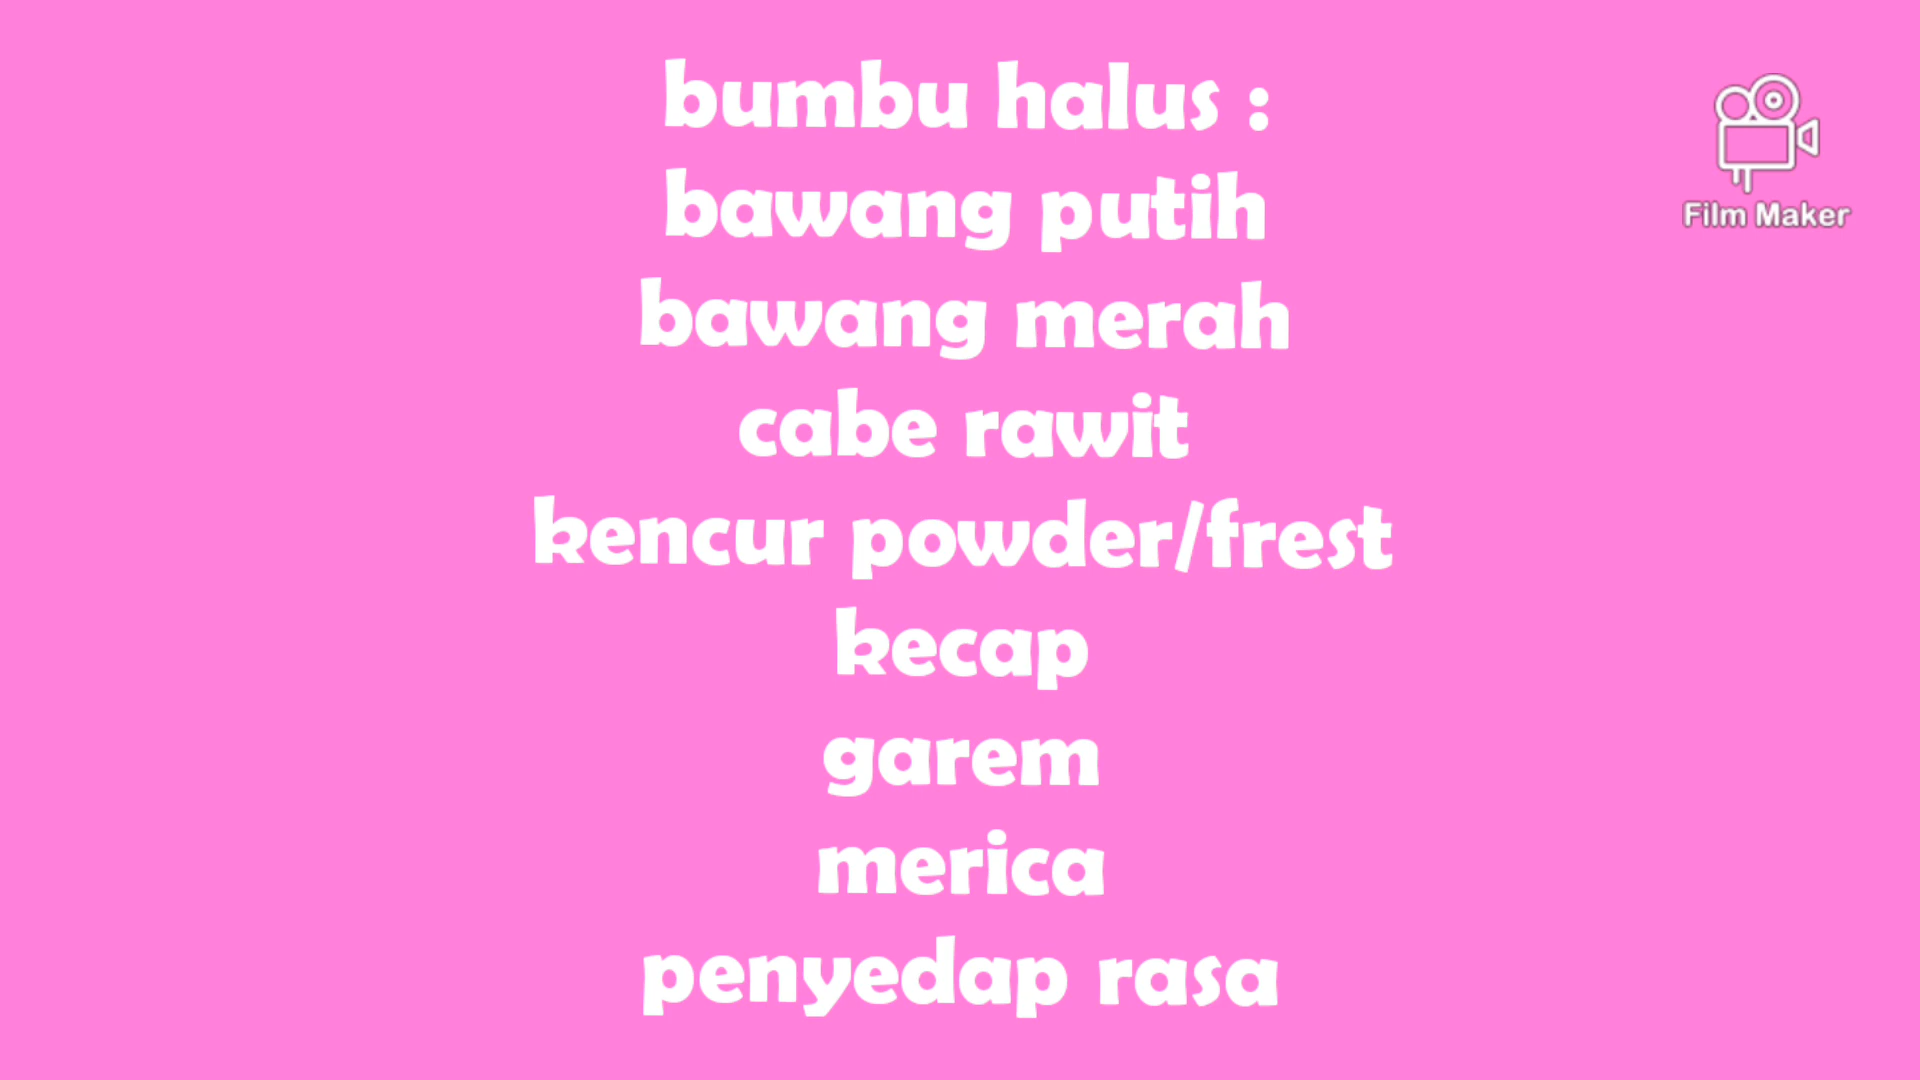 bumbu halus :
bawang putih
bawang merah
cabe rawit
kencur powder/frest
kecap
garem
merica
penyedap rasa
Film Maker